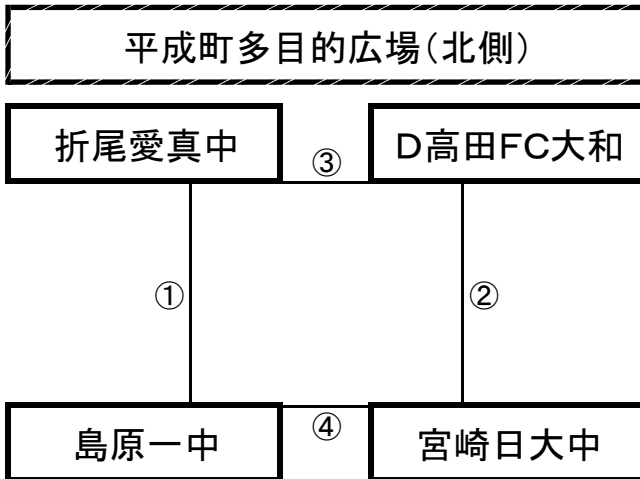 平成町多目的広場(北側)
折尾愛真中
D高田FC大和
③
①
②
島原一中
④
宮崎日大中